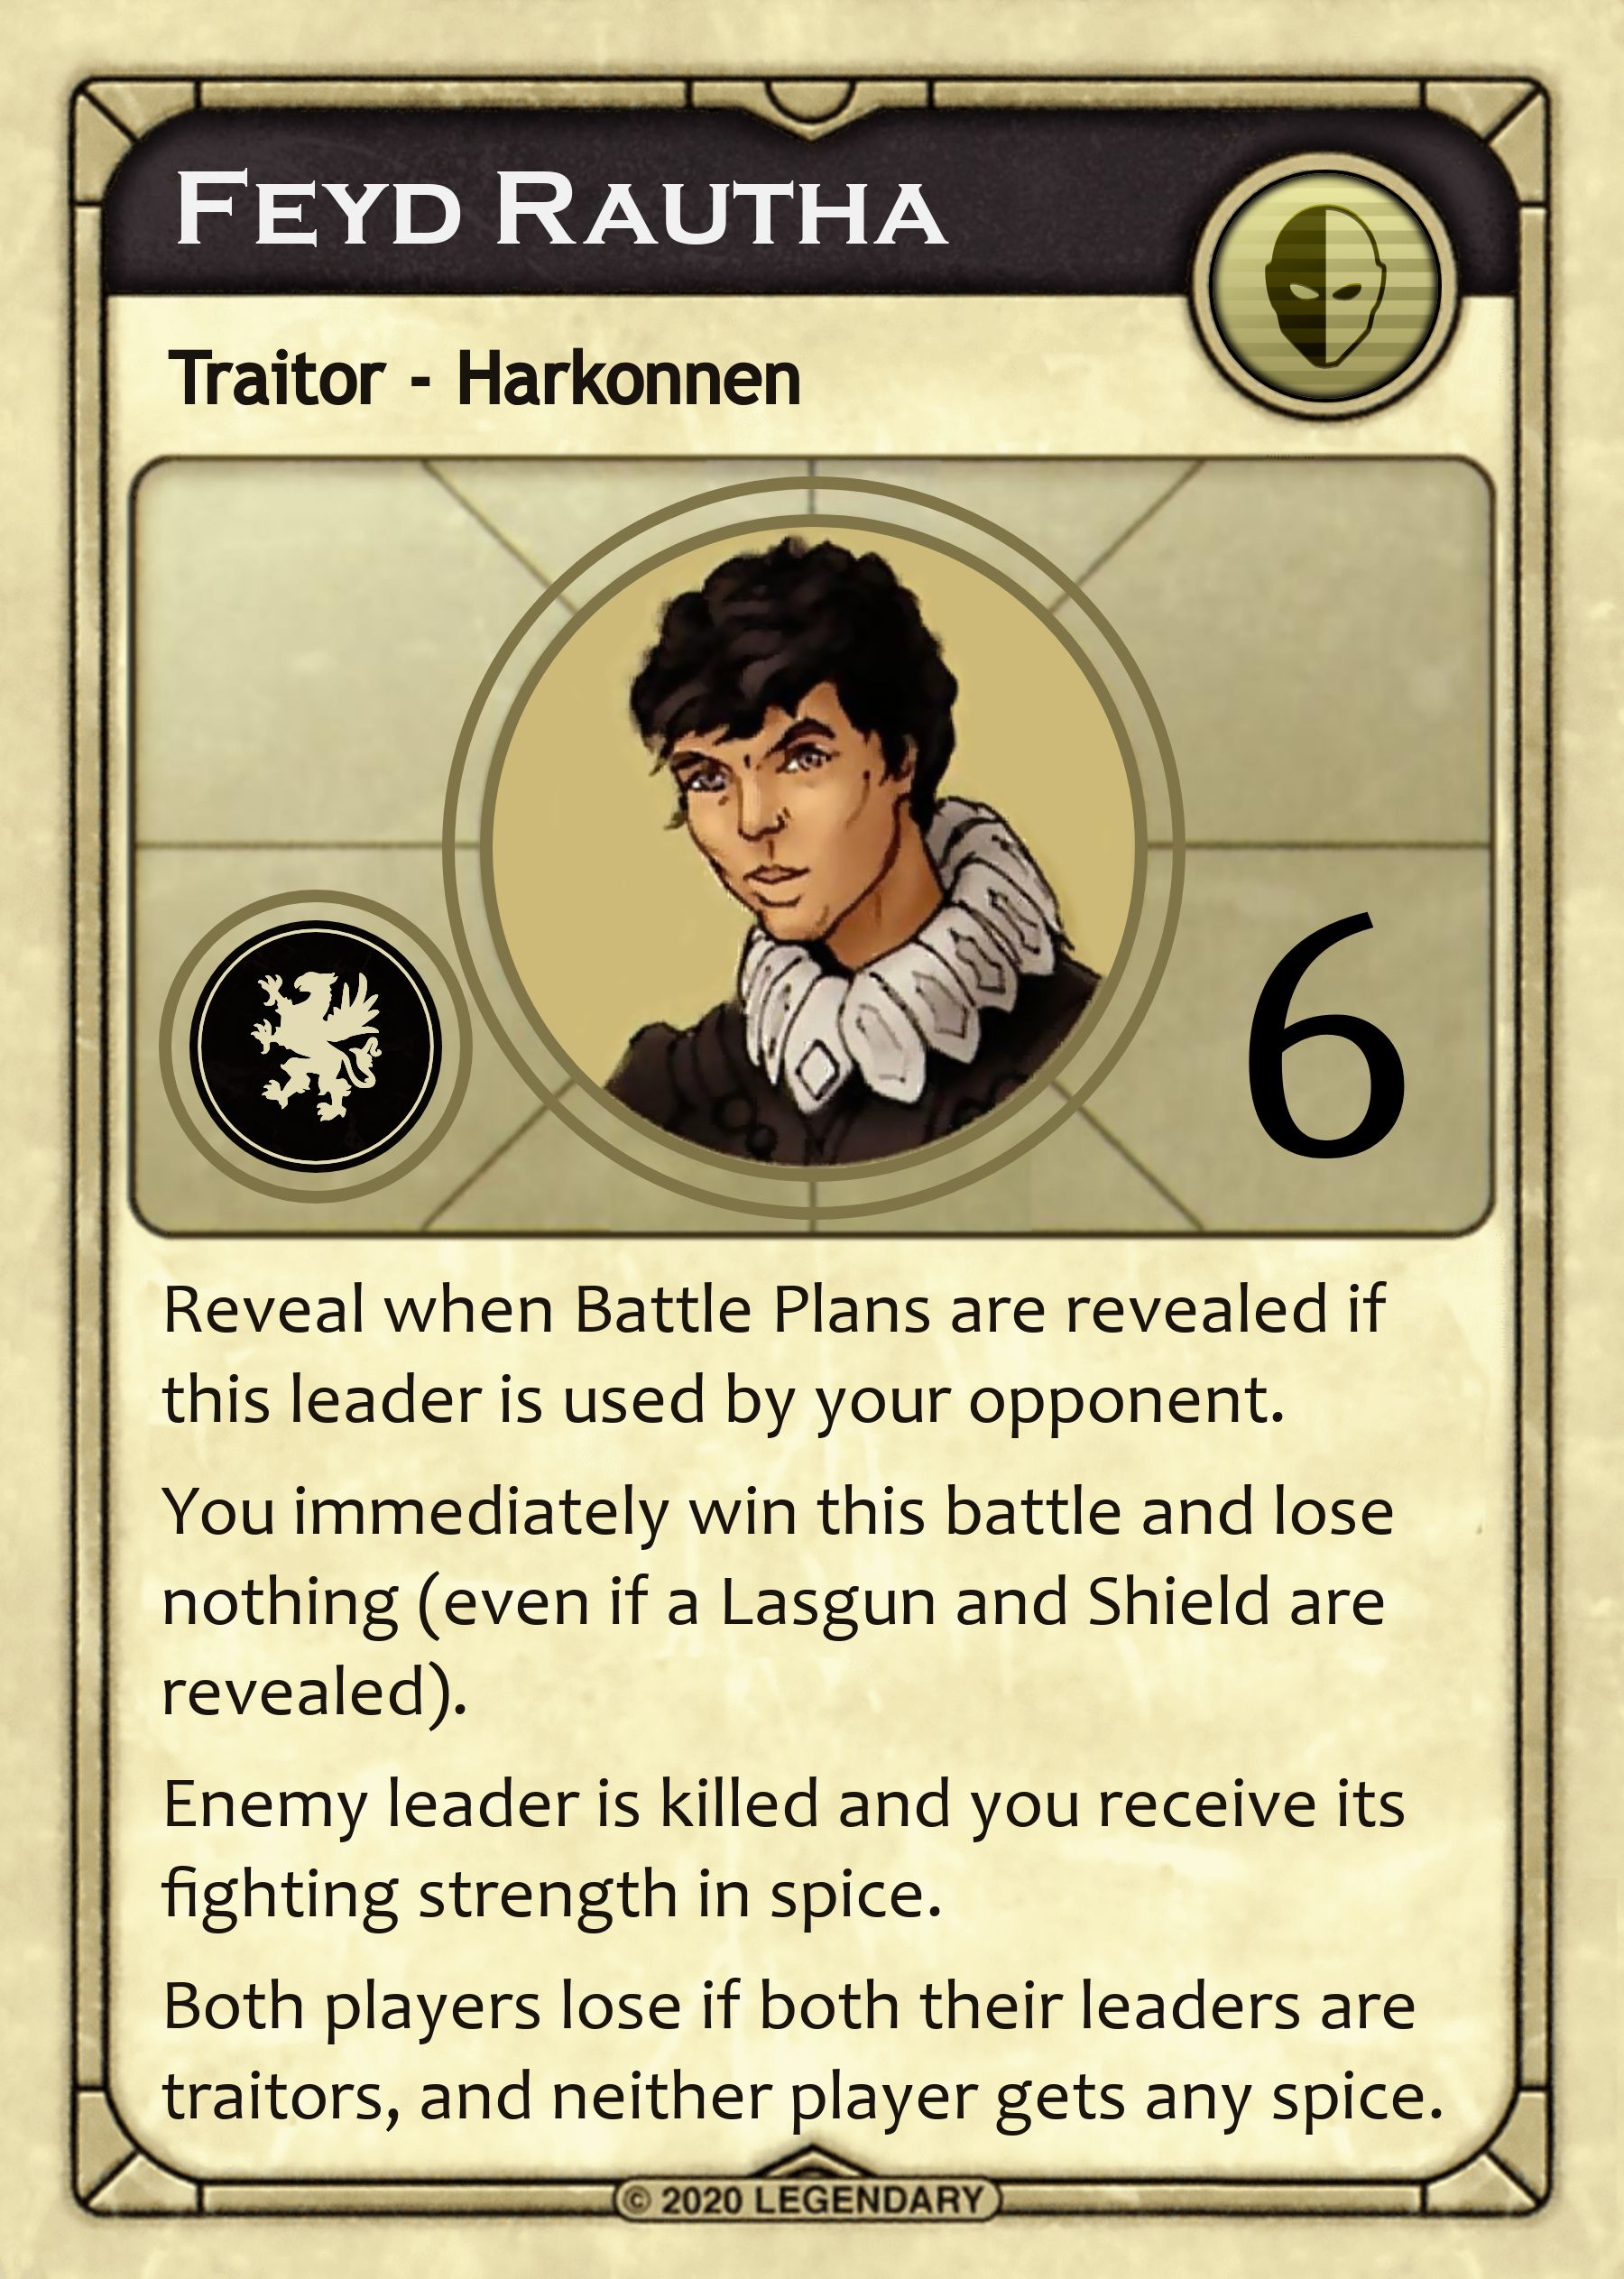 FEYD RAUTHA
Traitor - Harkonnen
6
Reveal when Battle Plans are revealed if
this leader is used by your opponent.
You immediately win this battle and lose
nothing (even if a Lasgun and Shield are
revealed).
Enemy leader is killed and you receive its
fighting strength in spice.
Both players lose if both their leaders are
traitors, and neither player gets any spice.
© 2020 LEGENDARY